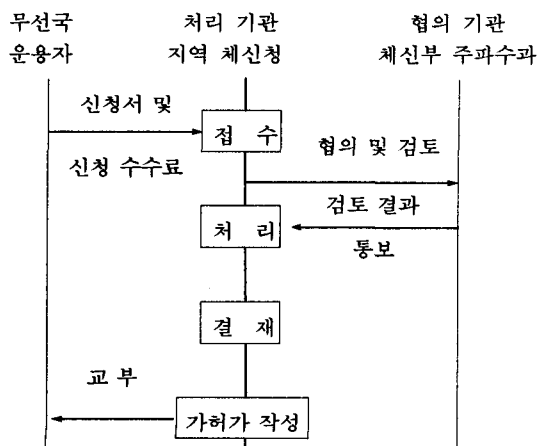 무선국 처리 기관 협의 기관
운용자 지역 체신청 체신부 주파수과
신청서 및
접 수
신청 수수료
협의 및 검토
검토 결과
처 리
통보
결 재
교 부
가허가 작성